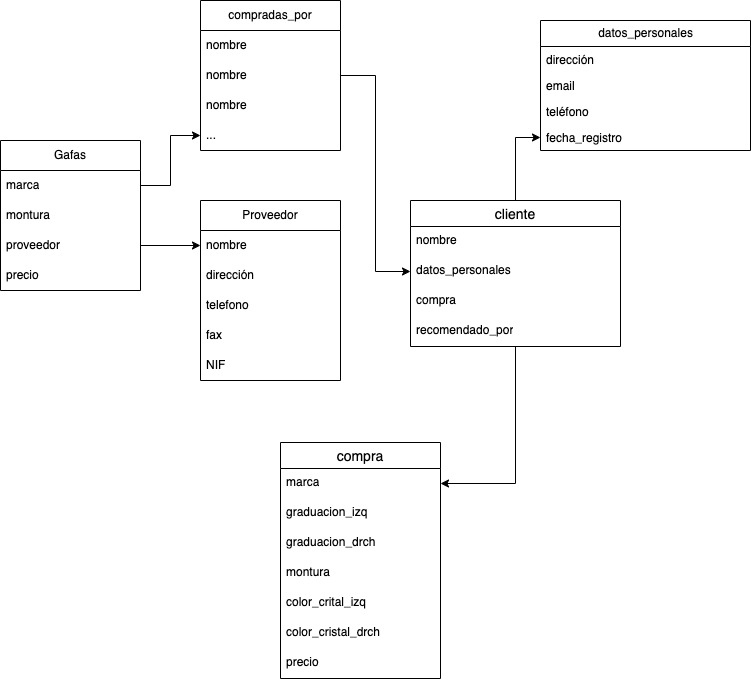 compradas_por
nombre
nombre
nombre
...
datos_personales
dirección
email
teléfono
fecha_registro
Gafas
marca
montura
proveedor
precio
Proveedor
nombre
dirección
telefono
fax
NIF
cliente
nombre
datos_personales
compra
recomendado_por
compra
marca
graduacion_izq
graduacion_drch
montura
color_crital_izq
color_cristal_drch
precio